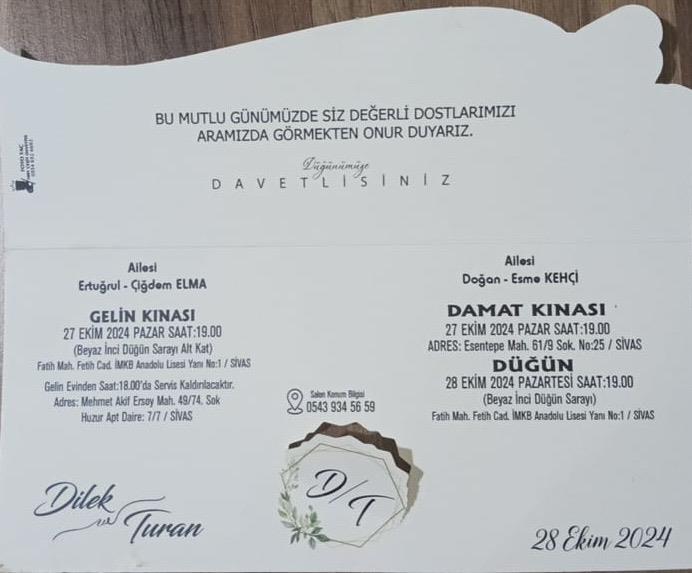 BU MUTLU GÜNÜMÜZDE SİZ DEĞERLİ DOSTLARIMIZI
ARAMIZDA GÖRMEKTEN ONUR DUYARIZ.
Düğünümüze
DAVETLİSİNİZ
Ailesi
Ertuğrul - Çiğdem ELMA
GELİN KINASI
27 EKİM 2024 PAZAR SAAT:19.00
(Beyaz İnci Düğün Sarayı Alt Kat)
Fatih Mah. Fetih Cad. İMKB Anadolu Lisesi Yanı No:1 / SİVAS
Gelin Evinden Saat:18.00'da Servis Kaldırılacaktır.
Adres: Mehmet Akif Ersoy Mah. 49/74. Sok
Huzur Apt Daire: 7/7 / SİVAS
Ailesi
Doğan - Esma KEHÇİ
DAMAT KINASI
27 EKİM 2024 PAZAR SAAT:19.00
ADRES: Esentepe Mah. 61/9 Sok. No:25 / SİVAS
DÜĞÜN
28 EKİM 2024 PAZARTESİ SAAT:19.00
(Beyaz İnci Düğün Sarayı)
Fatih Mah. Fetih Cad. İMKB Anadolu Lisesi Yanı No:1 / SİVAS
Salon Konum Bilgisi
0543 934 56 59
D/T
Dilek
ve
Turan
28 Ekim 2024